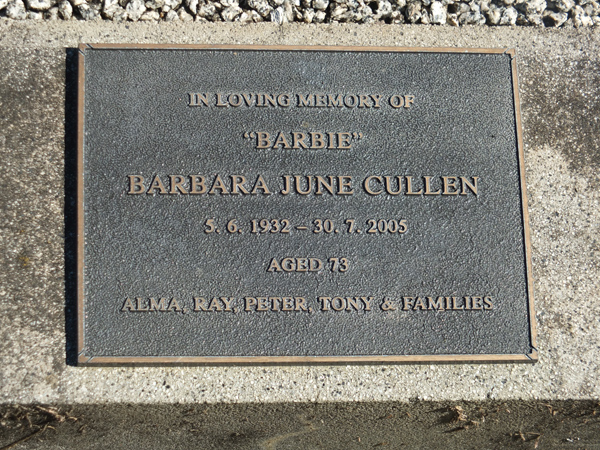 IN LOVING MEMORY OF
“BARBIE”
BARBARA JUNE CULLEN
5. 6. 1932 – 30. 7. 2005
AGED 73
ALMA, RAY, PETER, TONY & FAMILIES